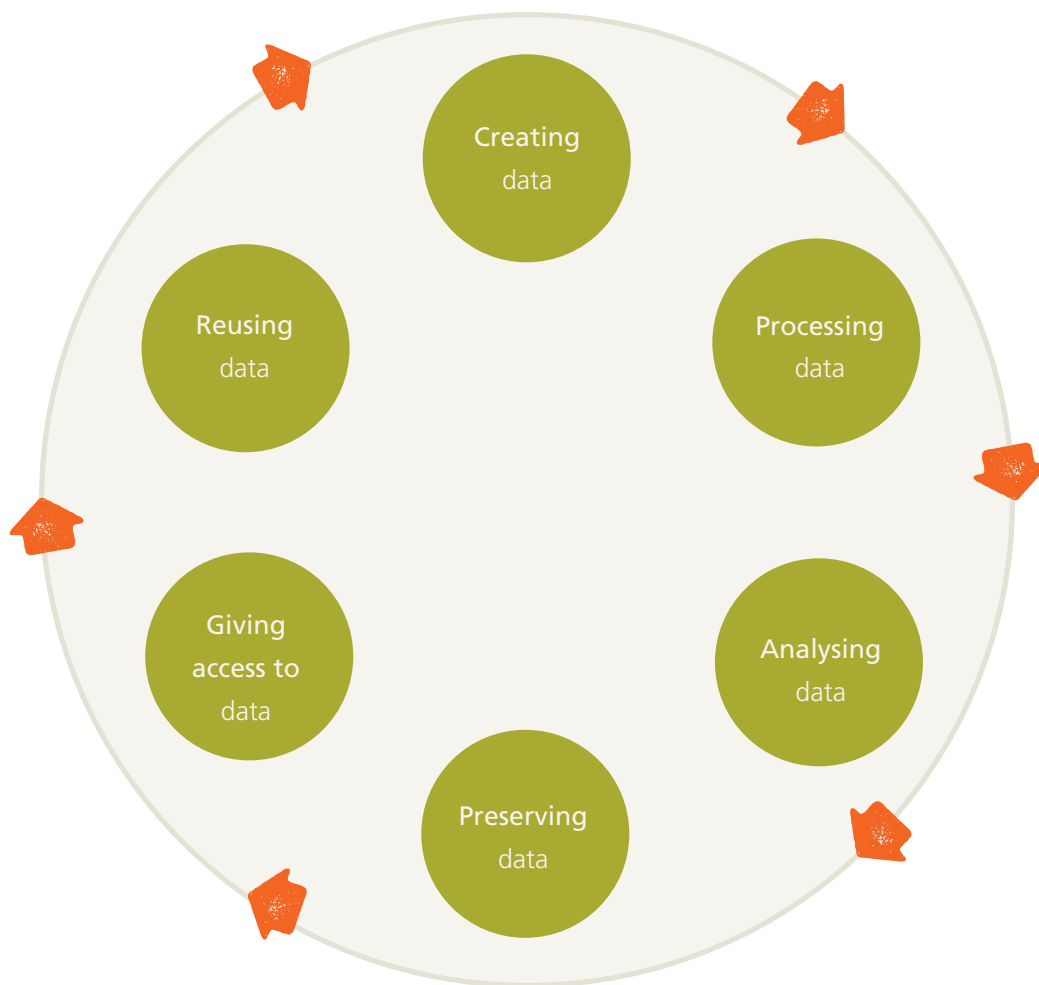 Creating
data
Processing
data
Analysing
data
Preserving
data
Giving
access to
data
Reusing
data